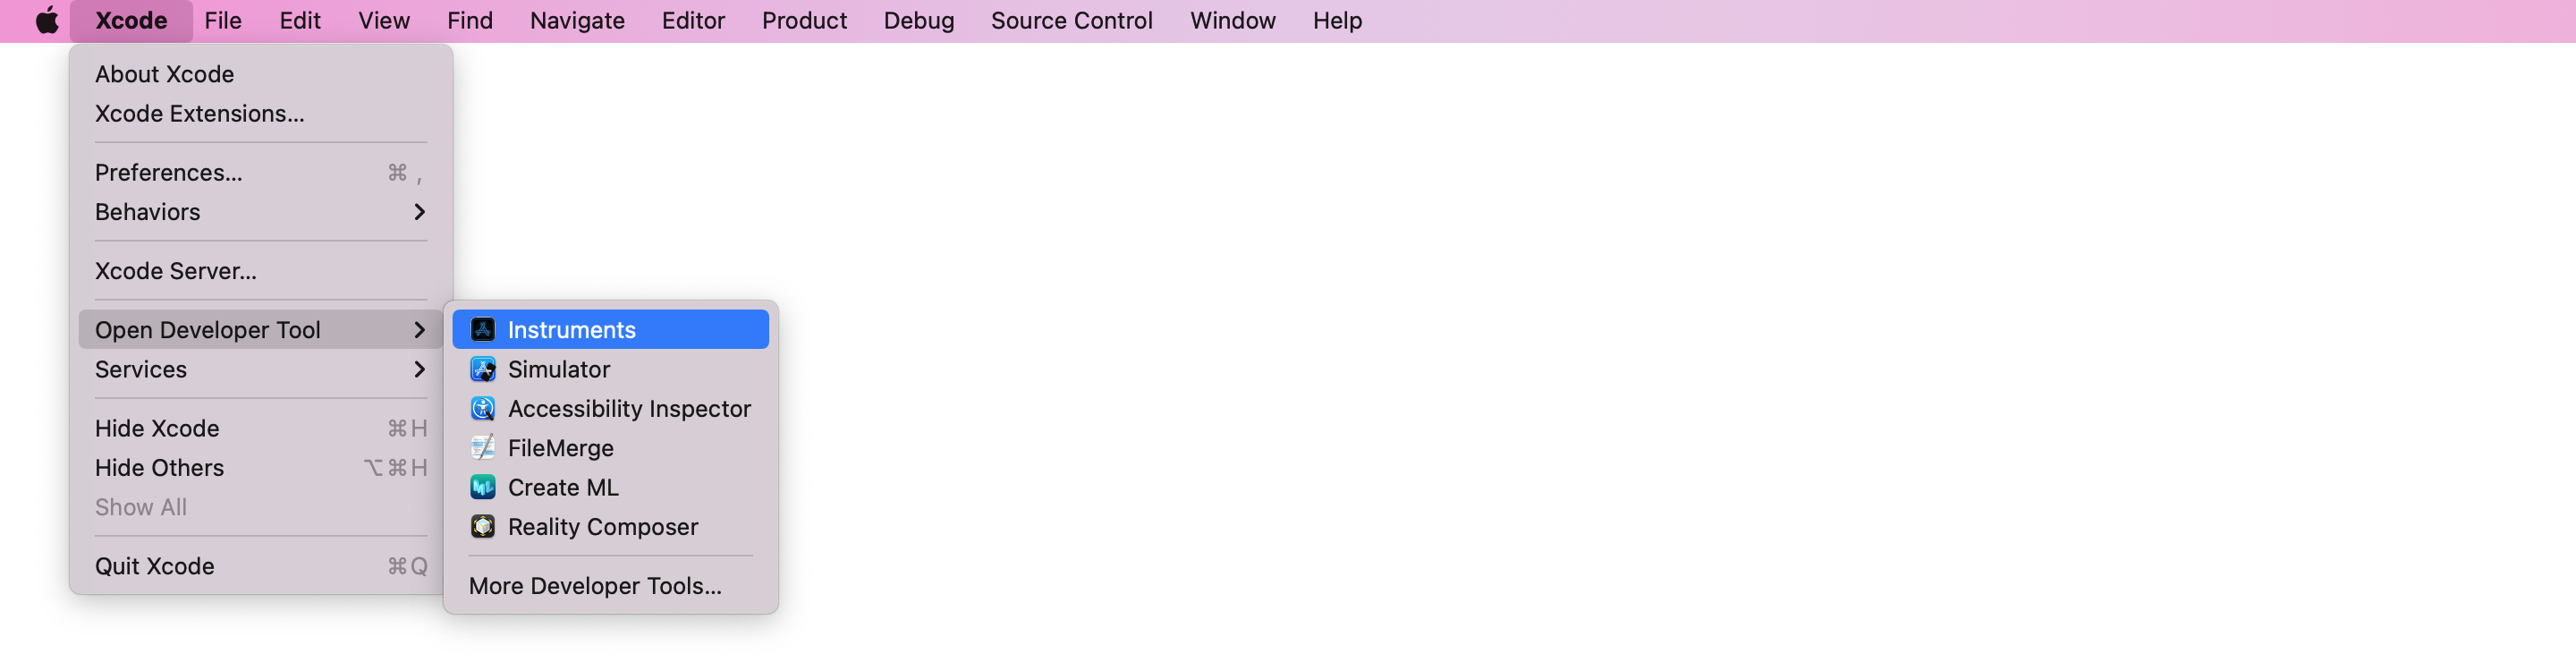 Xcode File Edit View Find Navigate Editor Product Debug Source Control Window Help
About Xcode
Xcode Extensions...
Preferences... ⌘ ,
Behaviors
Xcode Server...
Open Developer Tool
Services
Hide Xcode ⌘H
Hide Others ⌥⌘H
Show All
Quit Xcode ⌘Q
Instruments
Simulator
Accessibility Inspector
FileMerge
Create ML
Reality Composer
More Developer Tools...